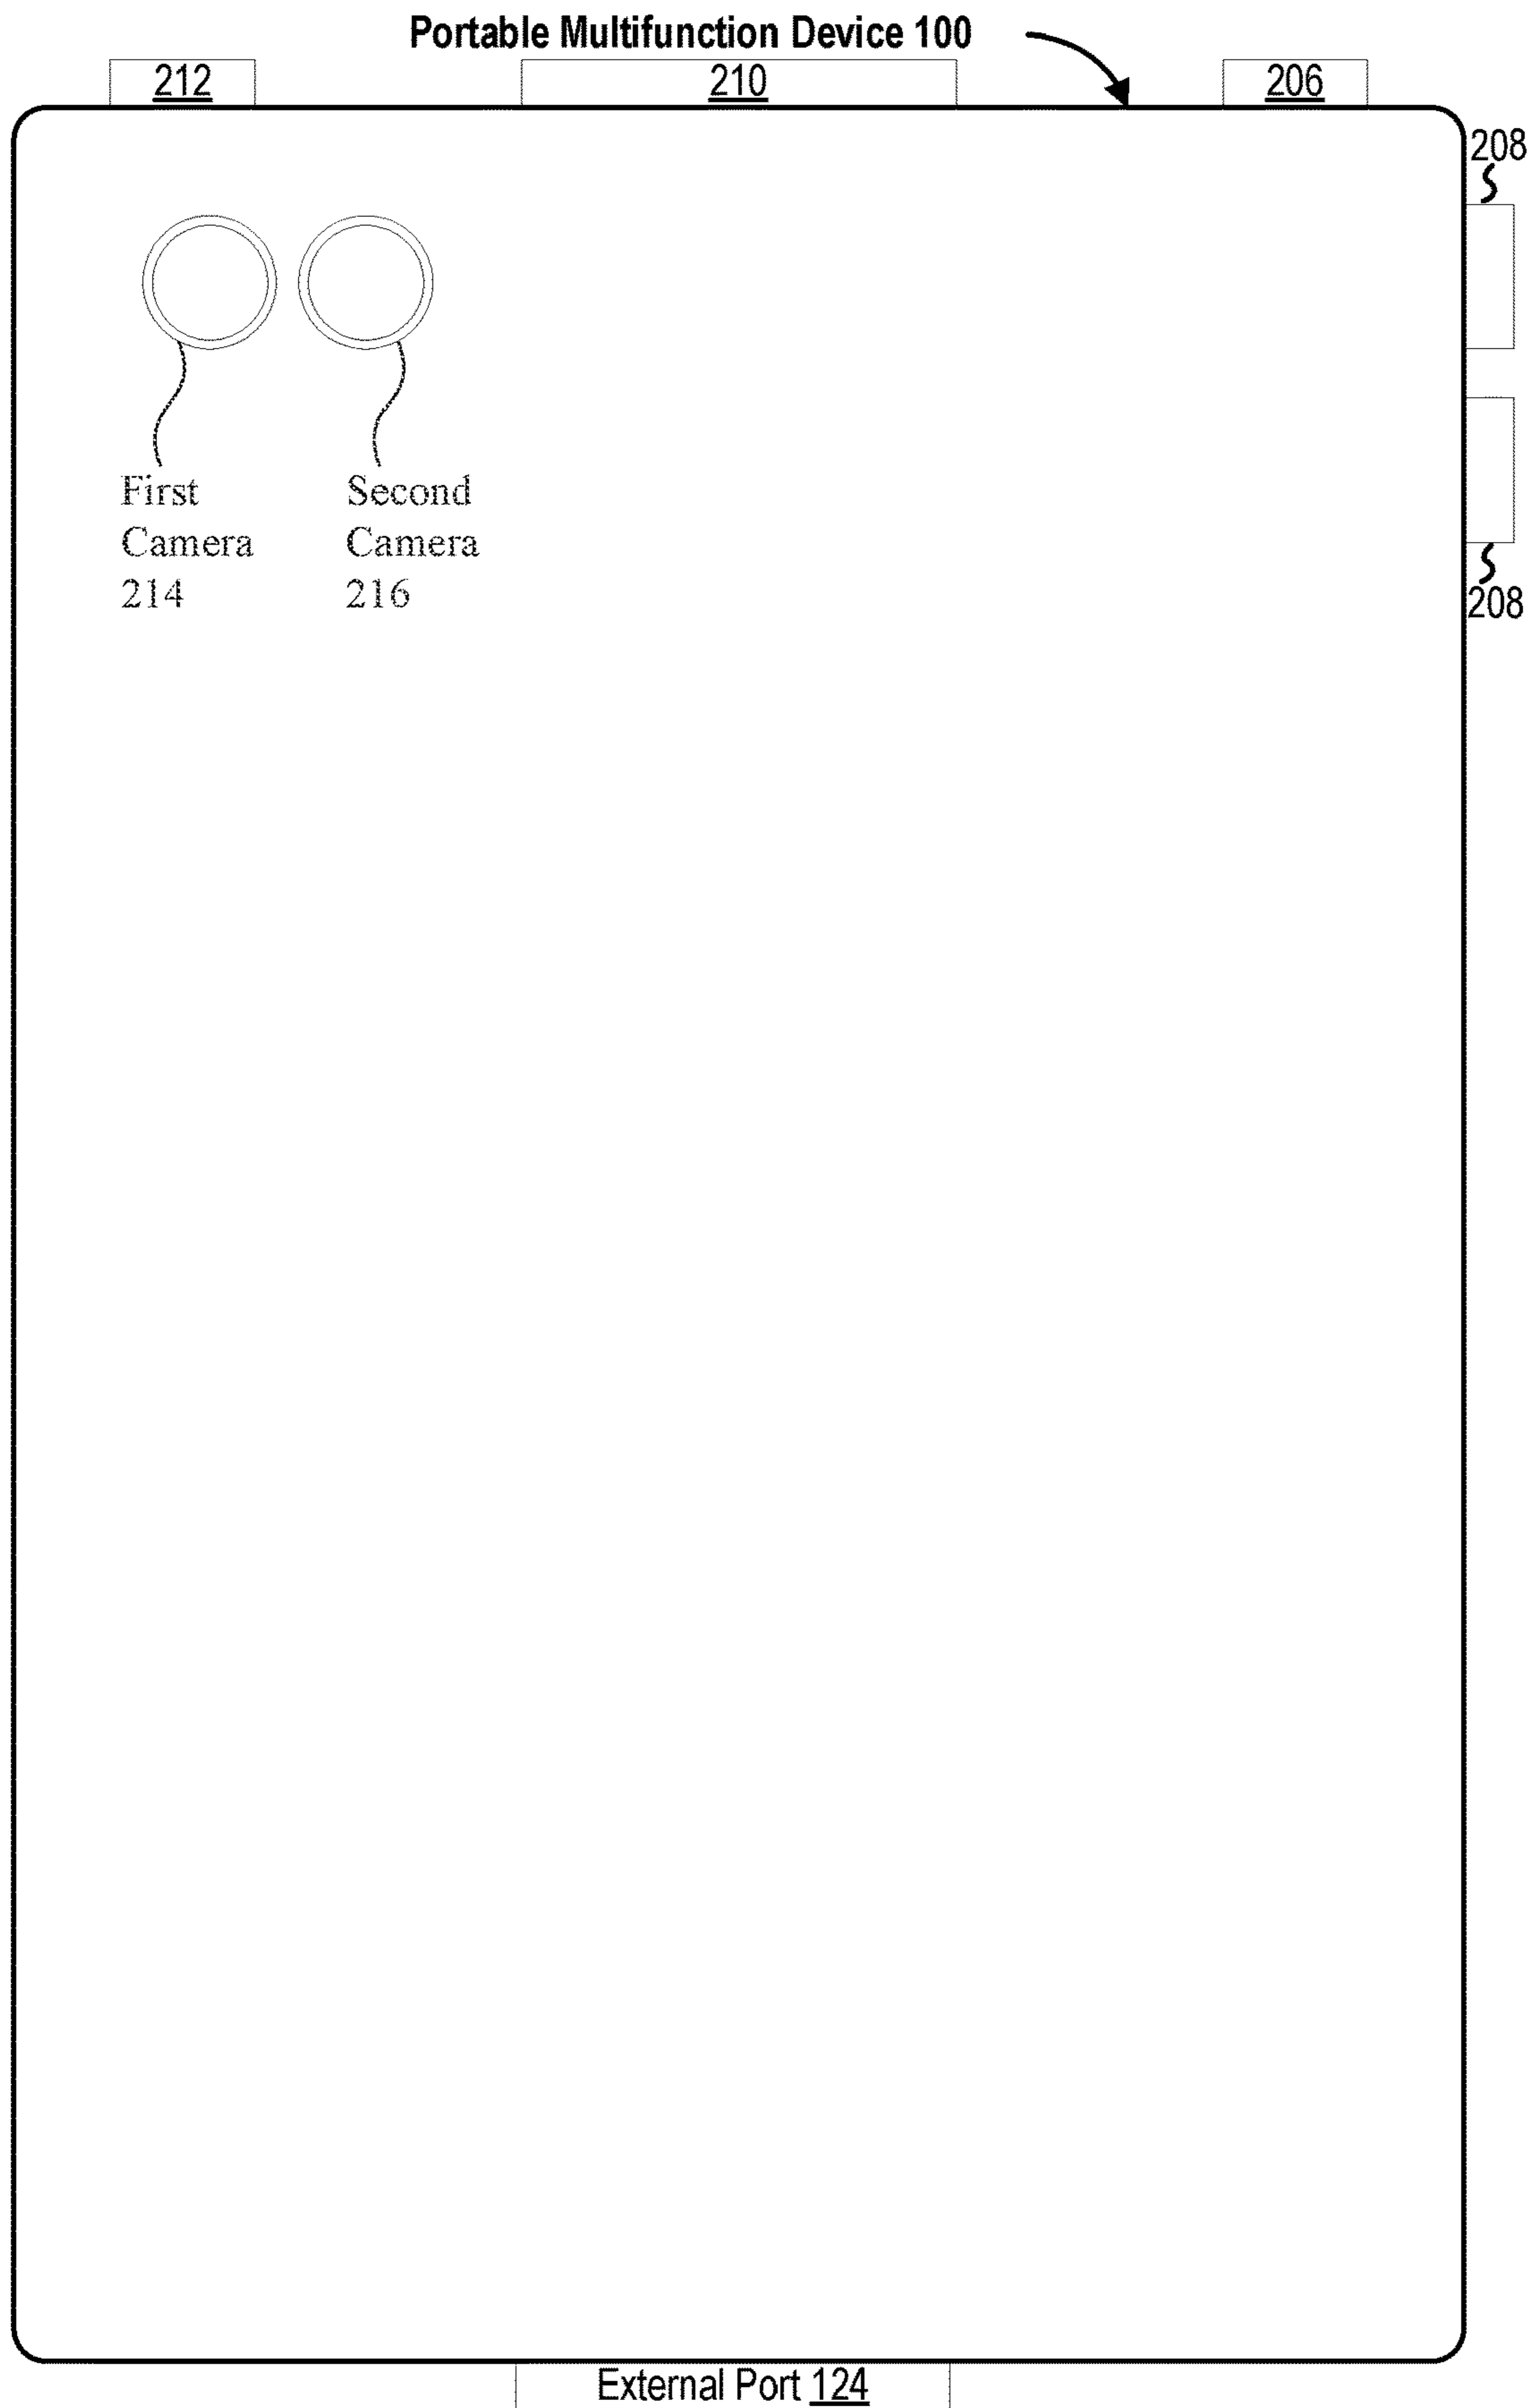 Portable Multifunction Device 100
212
210
206
208
First
Camera
214
Second
Camera
216
208
External Port 124